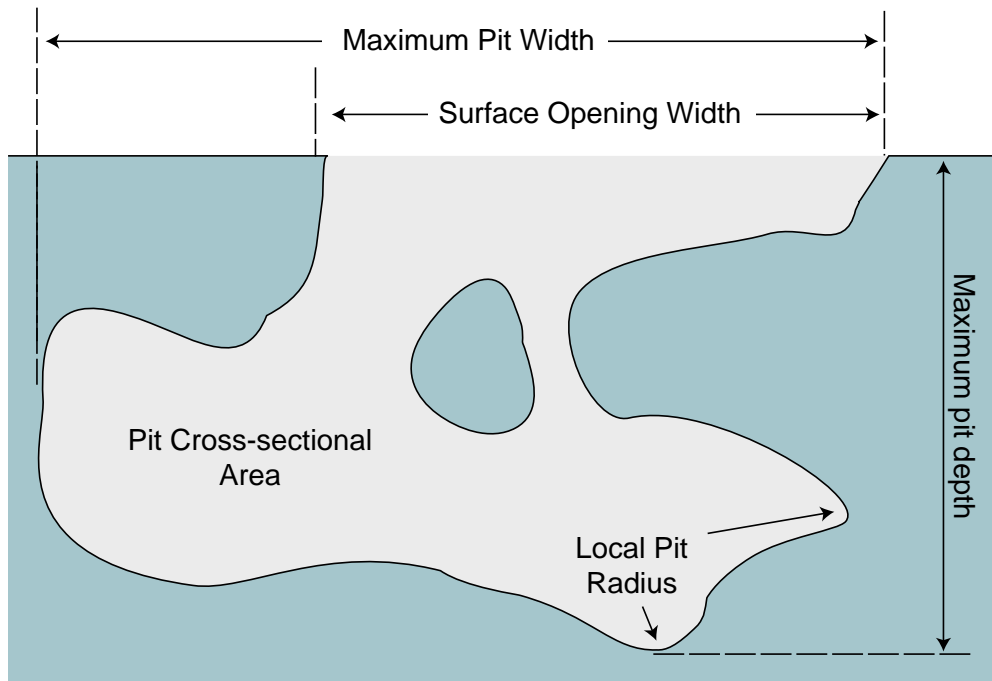 Maximum Pit Width
Surface Opening Width
Maximum pit depth
Pit Cross-sectional
Area
Local Pit
Radius